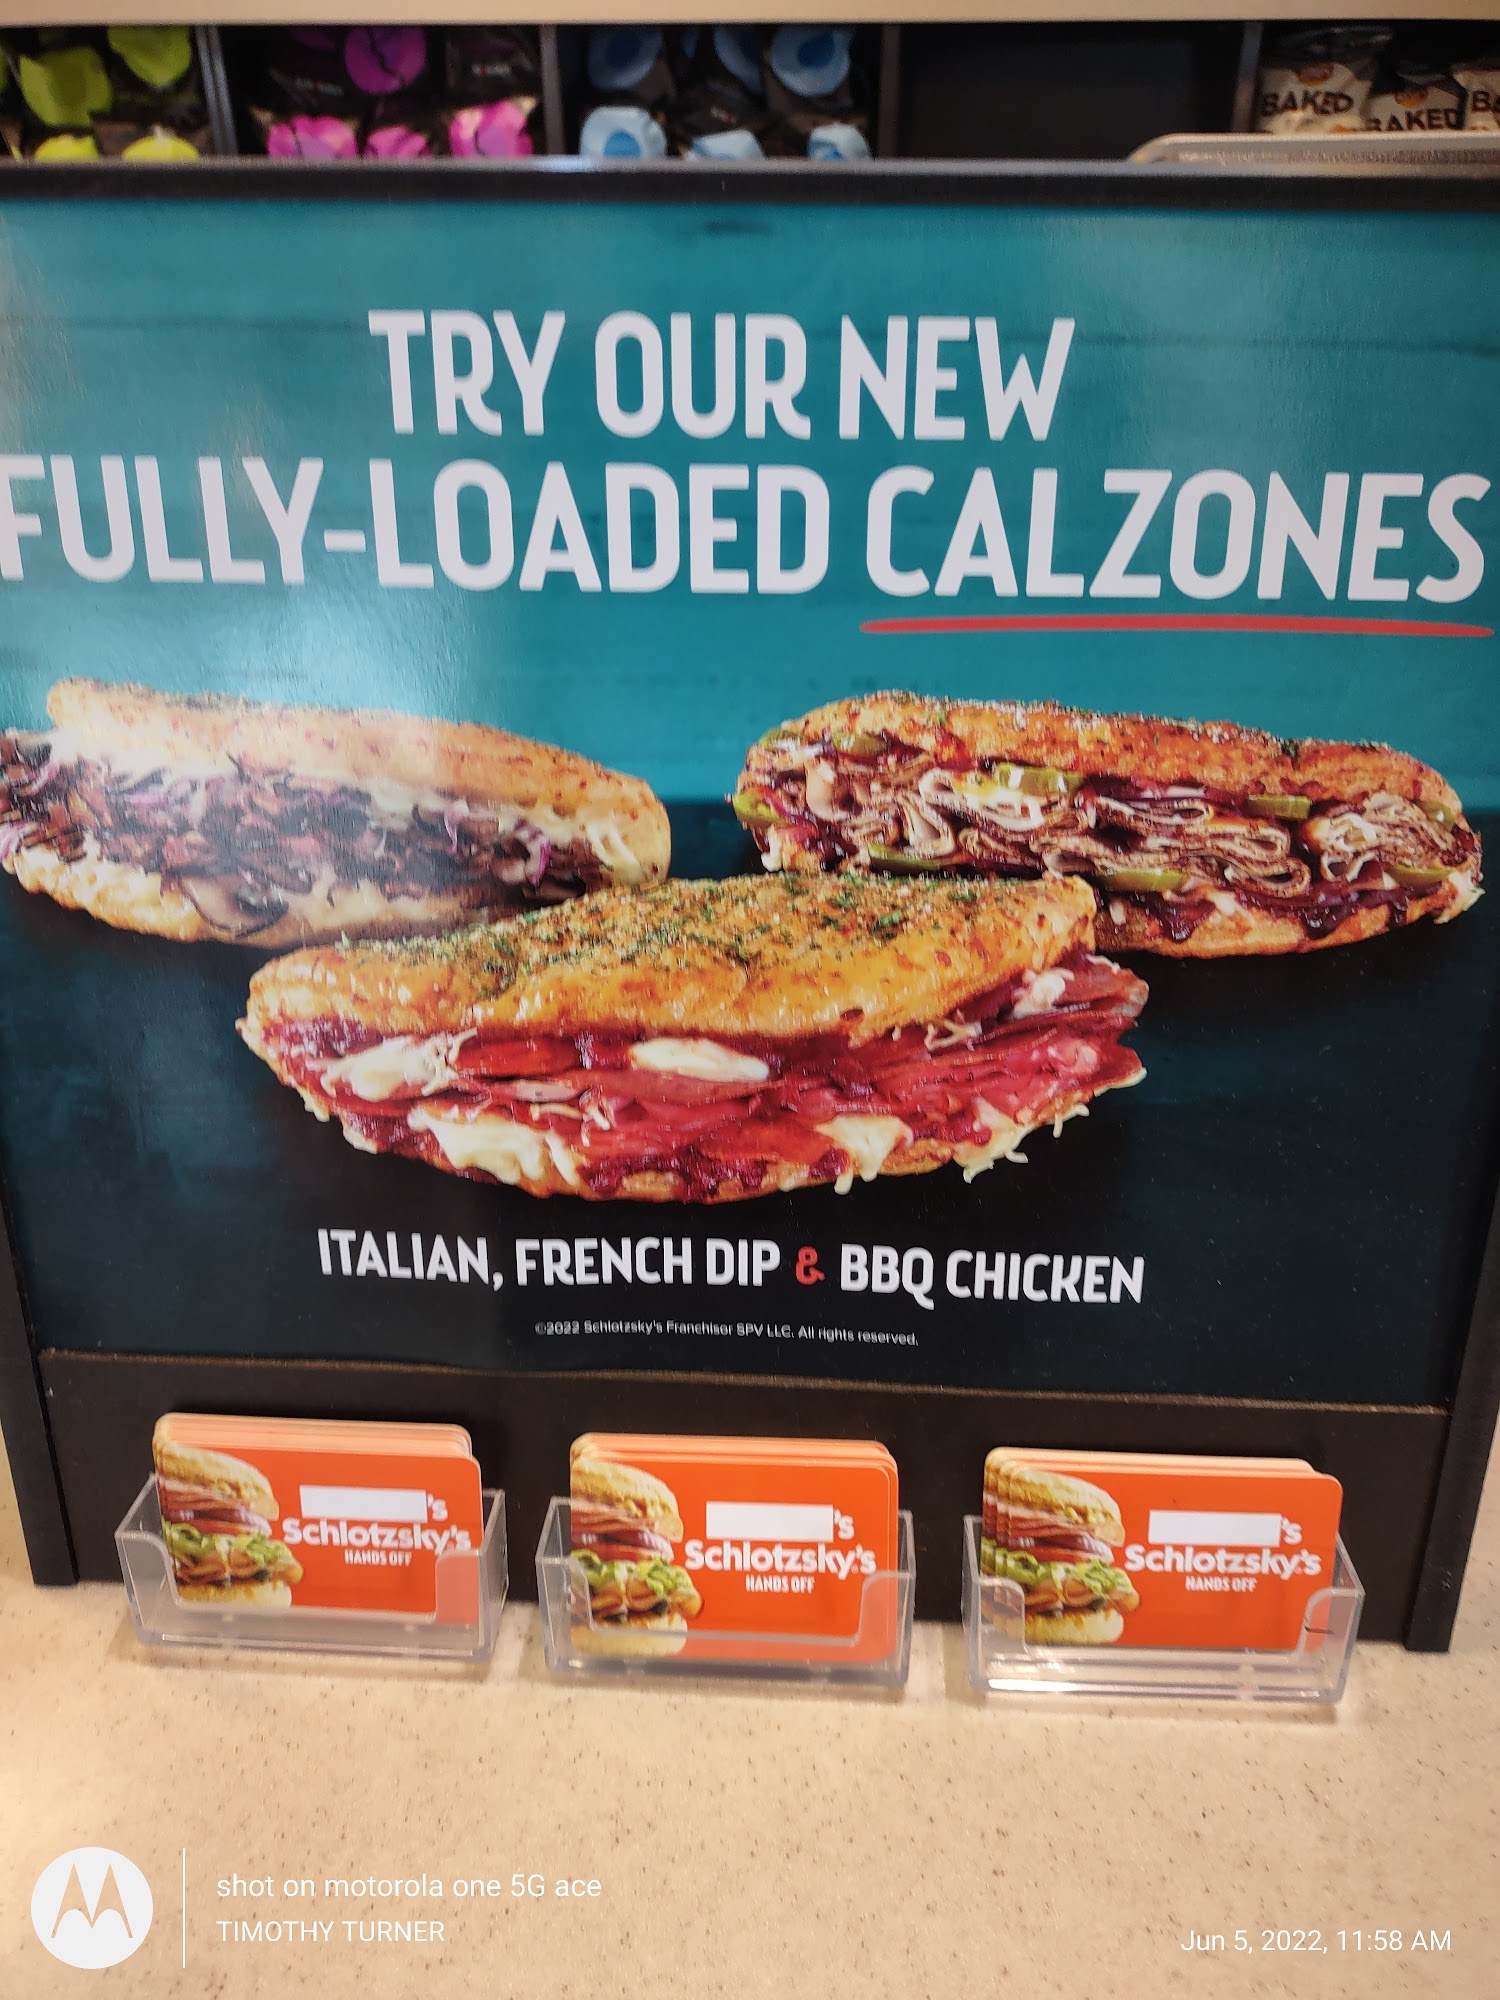 BAKED
BAKED
TRY OUR NEW
FULLY-LOADED CALZONES
ITALIAN, FRENCH DIP & BBQ CHICKEN
©2022 Schlotzsky's Franchisor SPV LLC. All rights reserved.
's
Schlotzsky's
HANDS OFF
's
Schlotzsky's
HANDS OFF
's
Schlotzsky's
HANDS OFF
shot on motorola one 5G ace
TIMOTHY TURNER
Jun 5, 2022, 11:58 AM